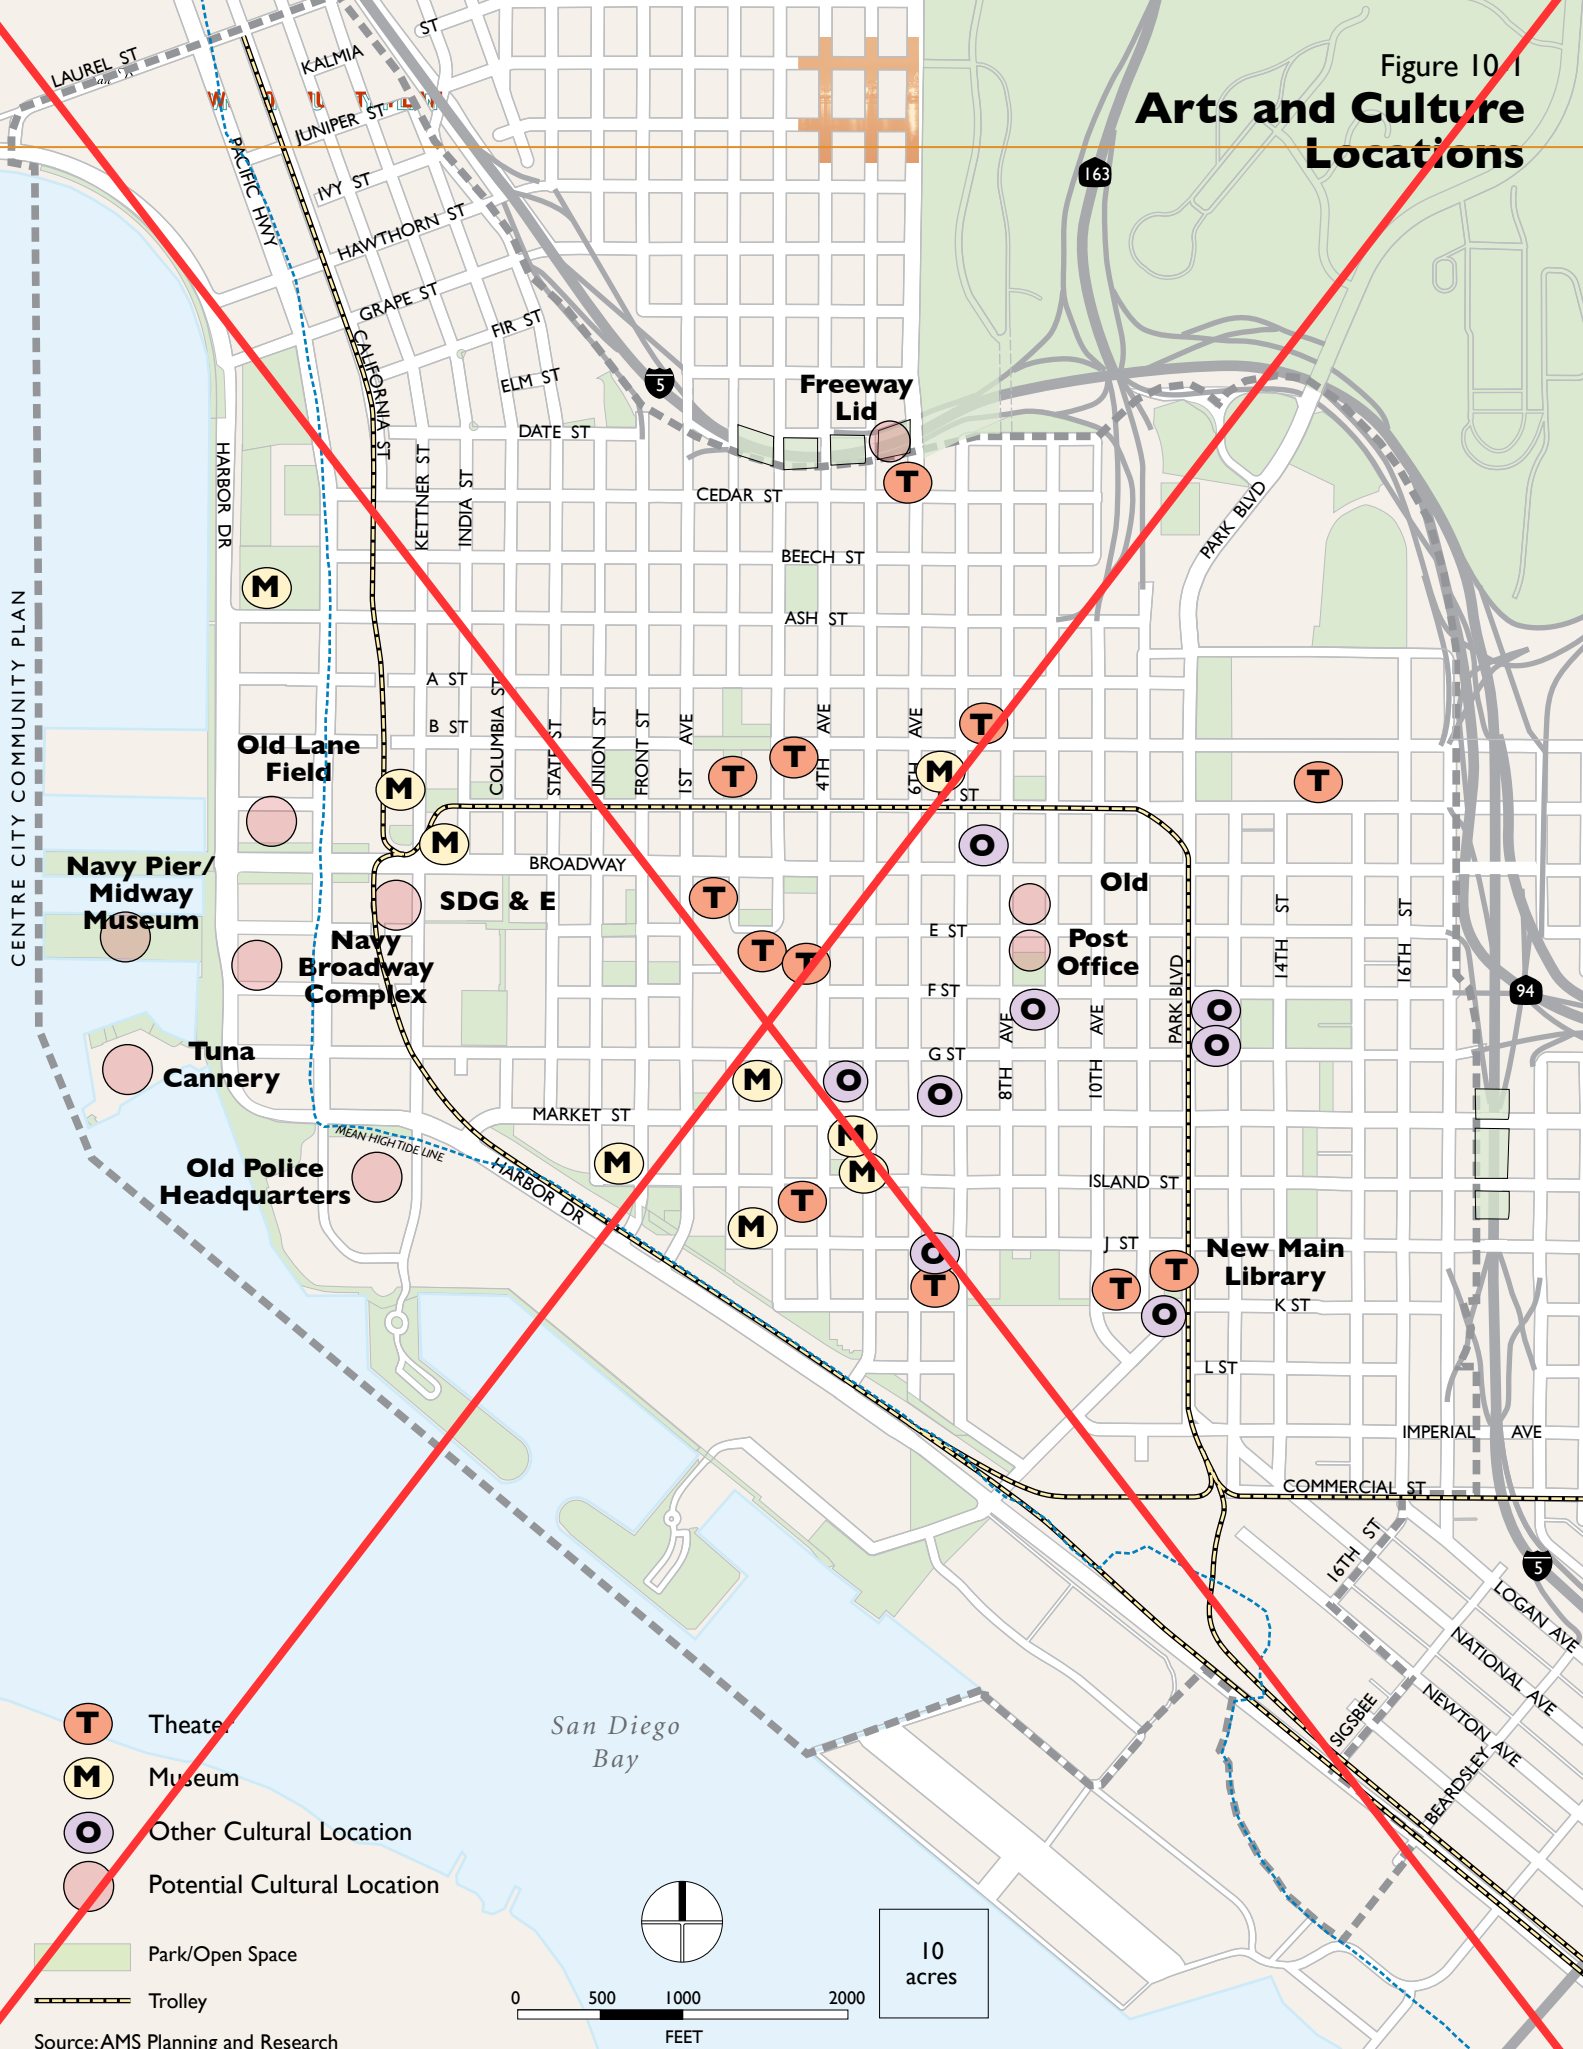 Figure 10-1
Arts and Culture
Locations
LAUREL ST
KALMIA
ST
JUNIPER ST
PACIFIC HWY
IVY ST
HAWTHORN ST
GRAPE ST
FIR ST
ELM ST
CALIFORNIA ST
163
5
Freeway
Lid
DATE ST
HARBOR DR
KETTNER ST
INDIA ST
CEDAR ST
T
PARK BLVD
BEECH ST
M
ASH ST
CENTRE CITY COMMUNITY PLAN
A ST
B ST
COLUMBIA ST
STATE ST
UNION ST
FRONT ST
1ST AVE
4TH AVE
6TH AVE
T
T
T
M
T
ST
Old Lane
Field
M
M
O
BROADWAY
Navy Pier/
Midway
Museum
SDG & E
T
Old
Post
Office
E ST
14TH ST
16TH ST
Navy
Broadway
Complex
T
T
F ST
O
8TH AVE
10TH AVE
PARK BLVD
O
O
94
Tuna
Cannery
G ST
M
O
O
MARKET ST
MEAN HIGH TIDE LINE
M
M
M
Old Police
Headquarters
HARBOR DR
ISLAND ST
T
M
J ST
O
T
T
T
O
New Main
Library
K ST
L ST
IMPERIAL AVE
COMMERCIAL ST
16TH ST
5
LOGAN AVE
NATIONAL AVE
NEWTON AVE
SIGSBEE
BEARDSLEY
San Diego
Bay
T Theater
M Museum
O Other Cultural Location
Potential Cultural Location
Park/Open Space
Trolley
Source: AMS Planning and Research
0 500 1000 2000
FEET
10
acres